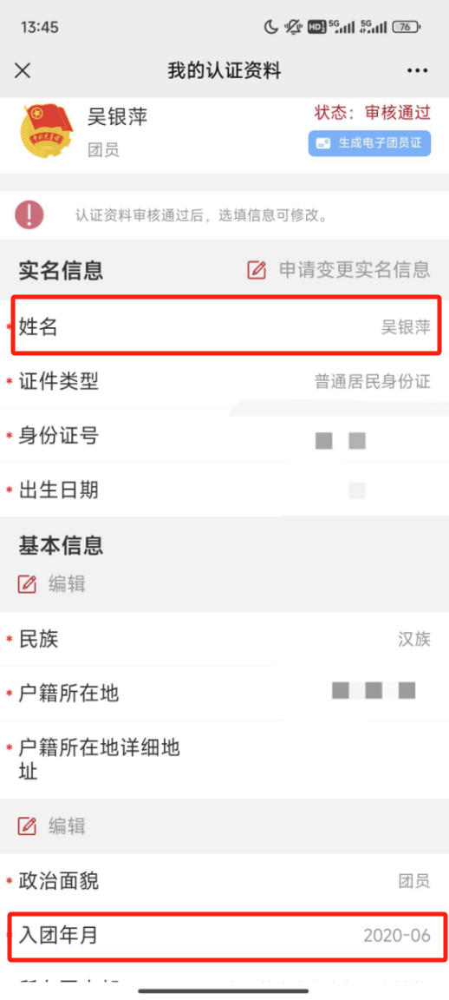 13:45
HD 5G 5G 76
我的认证资料
吴银萍
状态：审核通过
团员
生成电子团员证
认证资料审核通过后，选填信息可修改。
实名信息
申请变更实名信息
*姓名 吴银萍
*证件类型 普通居民身份证
*身份证号
*出生日期
基本信息
编辑
*民族 汉族
*户籍所在地
*户籍所在地详细地
址
编辑
*政治面貌 团员
*入团年月 2020-06